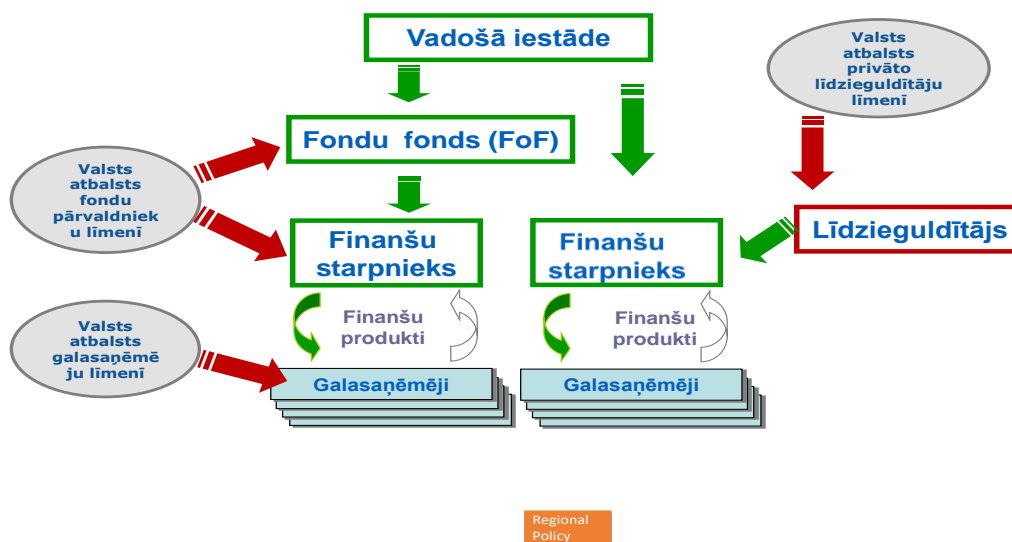 Vadošā iestāde
Valsts
atbalsts
privāto
līdzieguldītāju
līmenī
Fondu fonds (FoF)
Valsts
atbalsts
fondu
pārvaldniek
u līmenī
Finanšu
starpnieks
Finanšu
starpnieks
Līdzieguldītājs
Finanšu
produkti
Finanšu
produkti
Valsts
atbalsts
galasaņēmē
ju līmenī
Galasaņēmēji
Galasaņēmēji
Regional
Policy